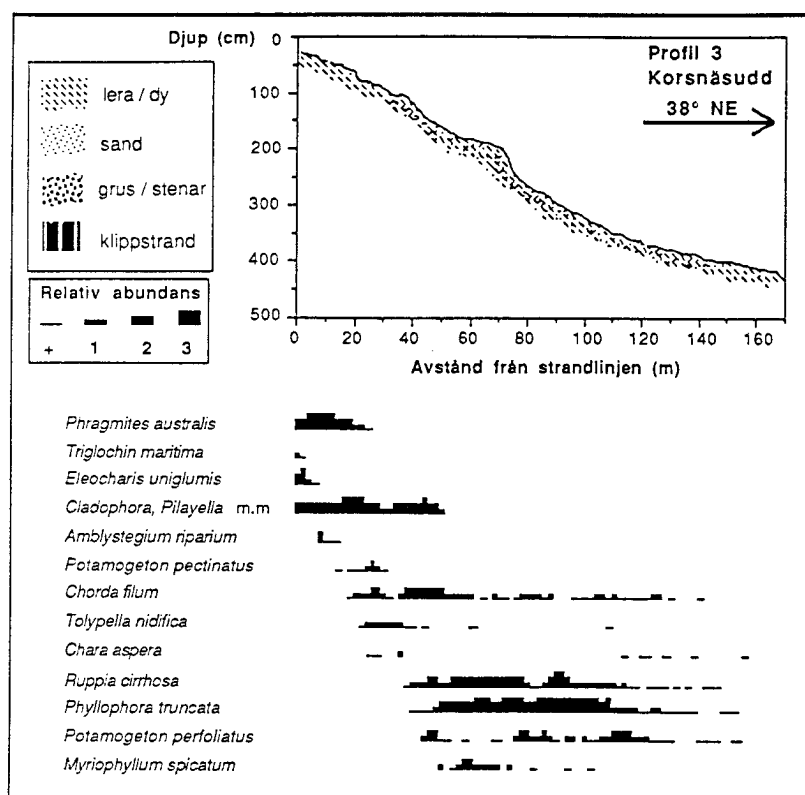 Djup (cm)
0
100
200
300
400
500
0
20
40
60
80
100
120
140
160
Avstånd från strandlinjen (m)
Profil 3
Korsnäsudd
38° NE
lera / dy
sand
grus / stenar
klippstrand
Relativ abundans
+ 1 2 3
Phragmites australis
Triglochin maritima
Eleocharis uniglumis
Cladophora, Pilayella m.m
Amblystegium riparium
Potamogeton pectinatus
Chorda filum
Tolypella nidifica
Chara aspera
Ruppia cirrhosa
Phyllophora truncata
Potamogeton perfoliatus
Myriophyllum spicatum